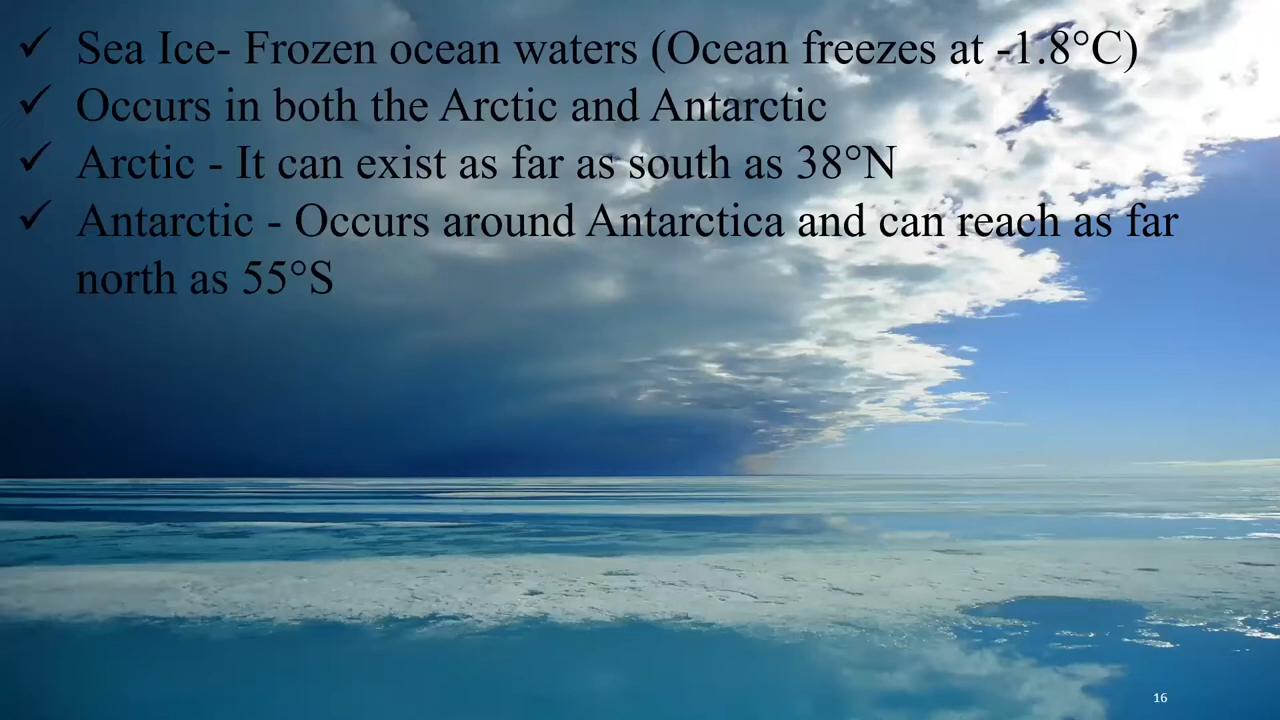 ✓ Sea Ice- Frozen ocean waters (Ocean freezes at -1.8°C)
✓ Occurs in both the Arctic and Antarctic
✓ Arctic - It can exist as far as south as 38°N
✓ Antarctic - Occurs around Antarctica and can reach as far
north as 55°S
16